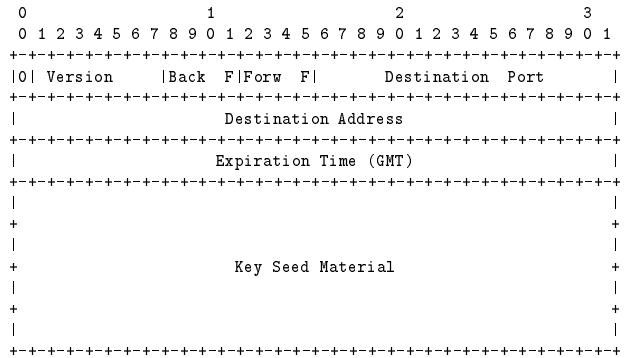 0                   1                   2                   3
 0 1 2 3 4 5 6 7 8 9 0 1 2 3 4 5 6 7 8 9 0 1 2 3 4 5 6 7 8 9 0 1
+-+-+-+-+-+-+-+-+-+-+-+-+-+-+-+-+-+-+-+-+-+-+-+-+-+-+-+-+-+-+-+-+
|0| Version     |Back  F|Forw  F|       Destination  Port       |
+-+-+-+-+-+-+-+-+-+-+-+-+-+-+-+-+-+-+-+-+-+-+-+-+-+-+-+-+-+-+-+-+
|                      Destination Address                      |
+-+-+-+-+-+-+-+-+-+-+-+-+-+-+-+-+-+-+-+-+-+-+-+-+-+-+-+-+-+-+-+-+
|                     Expiration Time (GMT)                     |
+-+-+-+-+-+-+-+-+-+-+-+-+-+-+-+-+-+-+-+-+-+-+-+-+-+-+-+-+-+-+-+-+
|                                                               |
+                                                               +
|                                                               |
+                       Key Seed Material                       +
|                                                               |
+                                                               +
|                                                               |
+-+-+-+-+-+-+-+-+-+-+-+-+-+-+-+-+-+-+-+-+-+-+-+-+-+-+-+-+-+-+-+-+